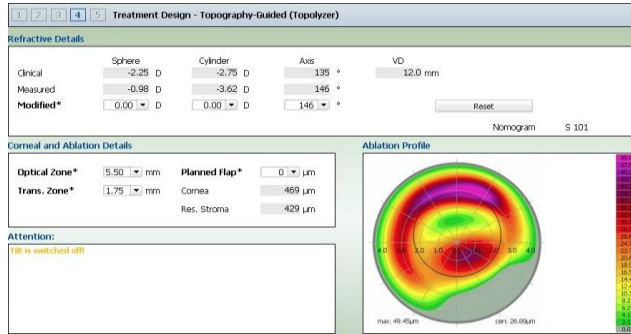 1 2 3 4 5 Treatment Design - Topography-Guided (Topolyzer)
Refractive Details
Sphere Cylinder Axis VD
Clinical -2.25 D -2.75 D 135 ° 12.0 mm
Measured -0.98 D -3.62 D 146 °
Modified* 0.00 D 0.00 D 146 °
Reset
Nomogram S 101
Corneal and Ablation Details
Optical Zone* 5.50 mm Planned Flap* 0 µm
Trans. Zone* 1.75 mm Cornea 469 µm
Res. Stroma 429 µm
Attention:
Tilt is switched off!
Ablation Profile
4.0 2.0 1.0 2.0 3.0 4.0
max: 49.45µm cen: 26.89µm